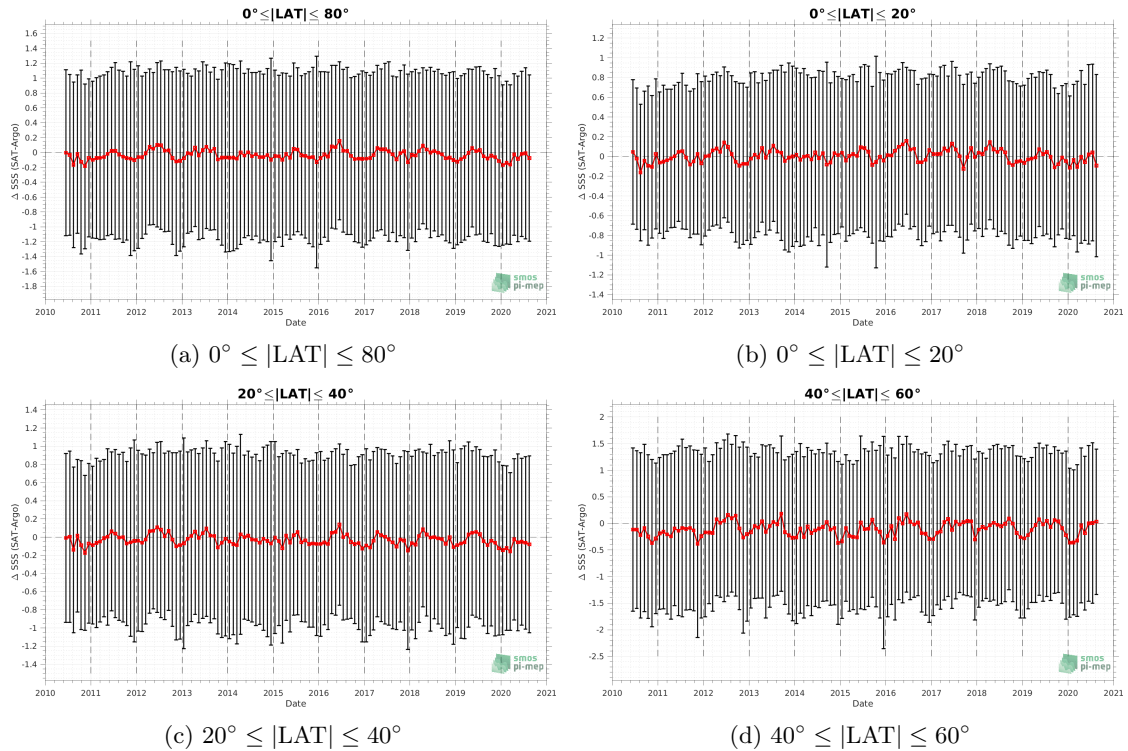 0°≤|LAT|≤ 80°
Δ SSS (SAT-Argo)
1.6
1.4
1.2
1
0.8
0.6
0.4
0.2
0
-0.2
-0.4
-0.6
-0.8
-1
-1.2
-1.4
-1.6
-1.8
smos
pi-mep
2010 2011 2012 2013 2014 2015 2016 2017 2018 2019 2020 2021
Date
(a) 0° ≤ |LAT| ≤ 80°
0°≤|LAT|≤ 20°
Δ SSS (SAT-Argo)
1.2
1
0.8
0.6
0.4
0.2
0
-0.2
-0.4
-0.6
-0.8
-1
-1.2
-1.4
smos
pi-mep
2010 2011 2012 2013 2014 2015 2016 2017 2018 2019 2020 2021
Date
(b) 0° ≤ |LAT| ≤ 20°
20°≤|LAT|≤ 40°
Δ SSS (SAT-Argo)
1.4
1.2
1
0.8
0.6
0.4
0.2
0
-0.2
-0.4
-0.6
-0.8
-1
-1.2
-1.4
smos
pi-mep
2010 2011 2012 2013 2014 2015 2016 2017 2018 2019 2020 2021
Date
(c) 20° ≤ |LAT| ≤ 40°
40°≤|LAT|≤ 60°
Δ SSS (SAT-Argo)
2
1.5
1
0.5
0
-0.5
-1
-1.5
-2
-2.5
smos
pi-mep
2010 2011 2012 2013 2014 2015 2016 2017 2018 2019 2020 2021
Date
(d) 40° ≤ |LAT| ≤ 60°